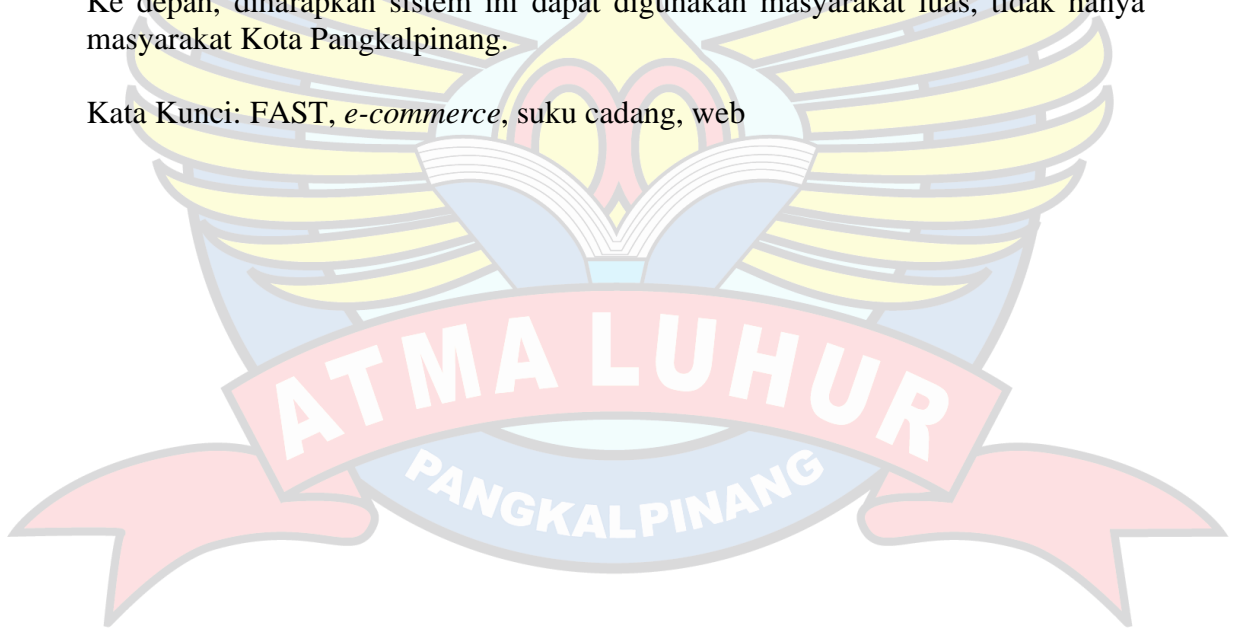 Ke depan, diharapkan sistem ini dapat digunakan masyarakat luas, tidak hanya
masyarakat Kota Pangkalpinang.
Kata Kunci: FAST, e-commerce, suku cadang, web
ATMA LUHUR
PANGKALPINANG